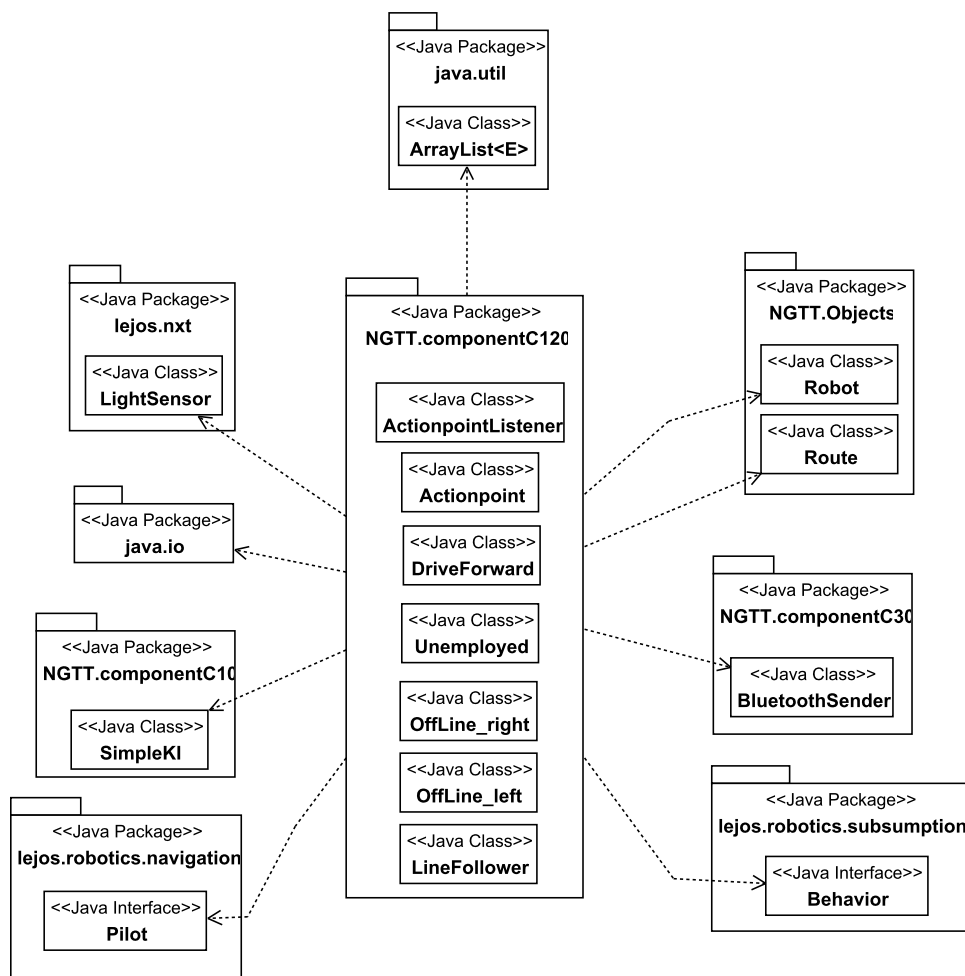 <<Java Package>>
java.util
<<Java Class>>
ArrayList<E>
<<Java Package>>
lejos.nxt
<<Java Class>>
LightSensor
<<Java Package>>
java.io
<<Java Package>>
NGTT.componentC10
<<Java Class>>
SimpleKI
<<Java Package>>
lejos.robotics.navigation
<<Java Interface>>
Pilot
<<Java Package>>
NGTT.componentC120
<<Java Class>>
ActionpointListener
<<Java Class>>
Actionpoint
<<Java Class>>
DriveForward
<<Java Class>>
Unemployed
<<Java Class>>
OffLine_right
<<Java Class>>
OffLine_left
<<Java Class>>
LineFollower
<<Java Package>>
NGTT.Objects
<<Java Class>>
Robot
<<Java Class>>
Route
<<Java Package>>
NGTT.componentC30
<<Java Class>>
BluetoothSender
<<Java Package>>
lejos.robotics.subsumption
<<Java Interface>>
Behavior